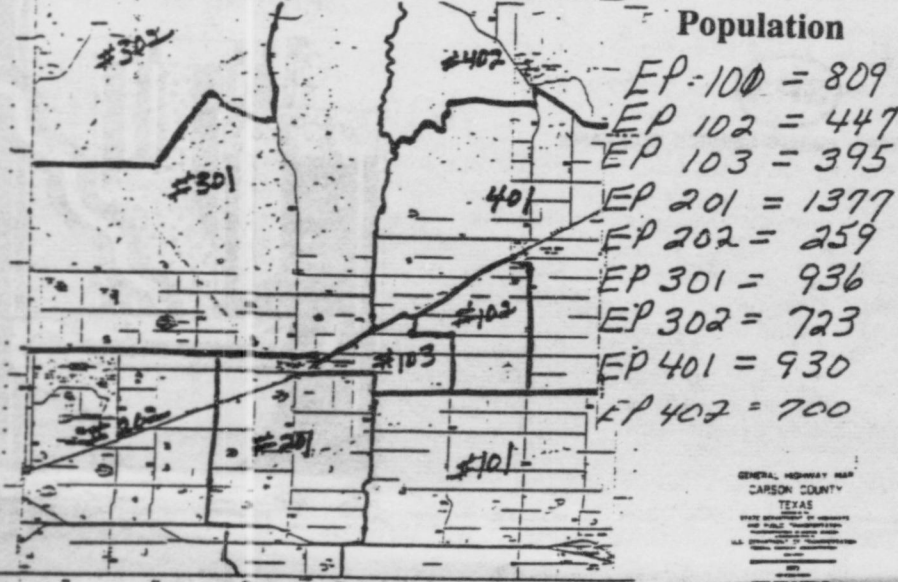 Population
EP-100 = 809
EP 102 = 447
EP 103 = 395
EP 201 = 1377
EP 202 = 259
EP 301 = 936
EP 302 = 723
EP 401 = 930
EP 402 = 700
#302
#402
#301
401
#102
#103
#202
#201
#101
GENERAL HIGHWAY MAP
CARSON COUNTY
TEXAS